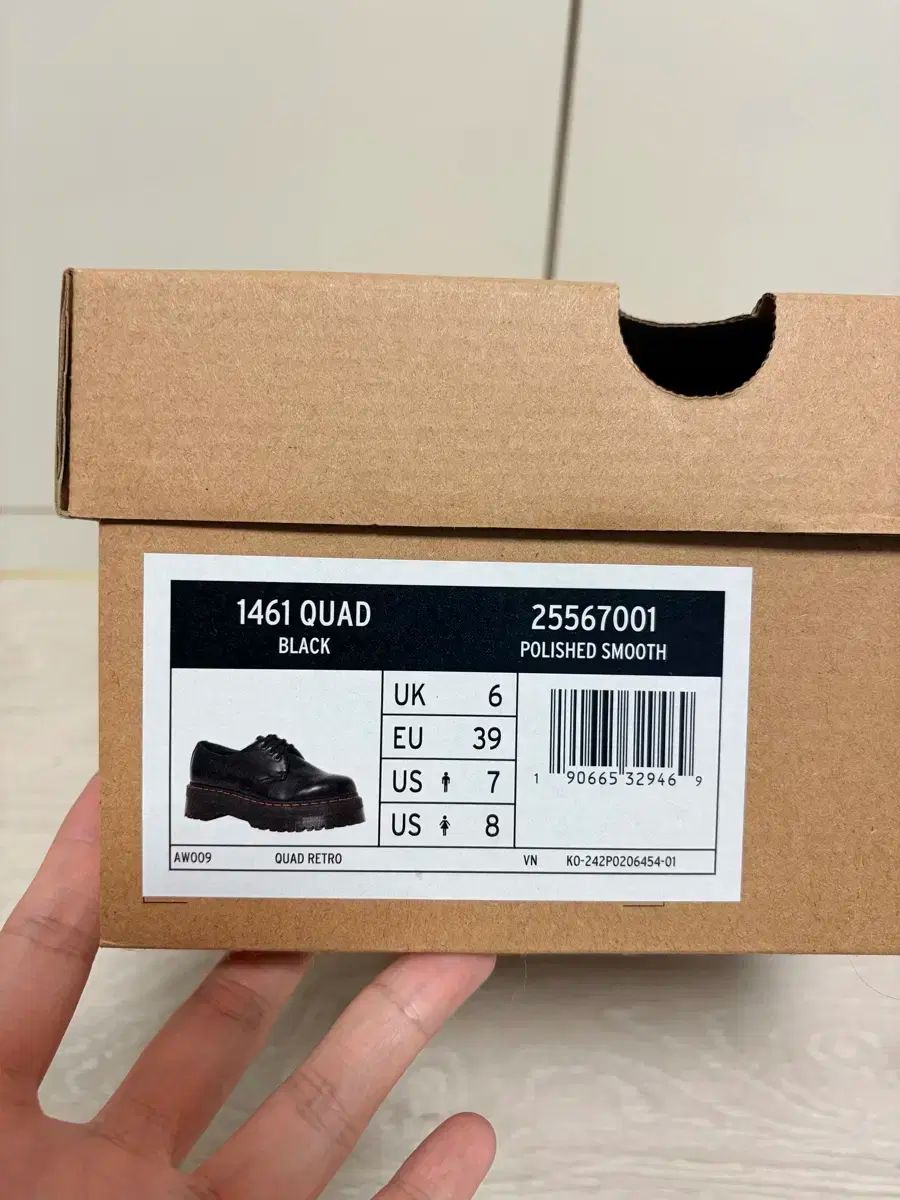 1461 QUAD
BLACK
25567001
POLISHED SMOOTH
UK 6
EU 39
US 7
US 8
1 90665 32946 9
AW009 QUAD RETRO VN KO-242P0206454-01